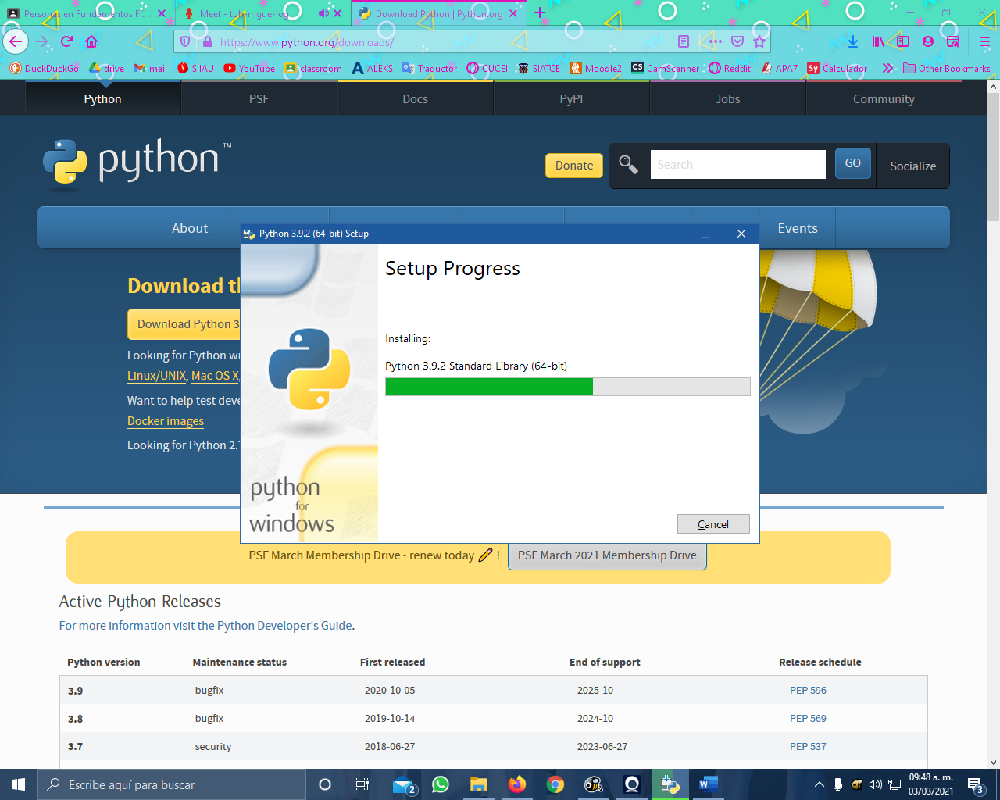 Personas en Fundamentos FC
Meet - toh-mgue-iog
Download Python | Python.org
https://www.python.org/downloads/
DuckDuckGo
drive
mail
SIIAU
YouTube
classroom
ALEKS
Traductor
CUCEI
SIATCE
Moodle2
CamScanner
Reddit
APA7
Calculador
Other Bookmarks
Python
PSF
Docs
PyPI
Jobs
Community
python™
Donate
Search
GO
Socialize
About
Events
Python 3.9.2 (64-bit) Setup
Setup Progress
Installing:
Python 3.9.2 Standard Library (64-bit)
Cancel
python
for
windows
Download th
Download Python 3
Looking for Python wi
Linux/UNIX, Mac OS X,
Want to help test deve
Docker images
Looking for Python 2.7
PSF March Membership Drive - renew today !
PSF March 2021 Membership Drive
Active Python Releases
For more information visit the Python Developer's Guide.
Python version Maintenance status First released End of support Release schedule
3.9 bugfix 2020-10-05 2025-10 PEP 596
3.8 bugfix 2019-10-14 2024-10 PEP 569
3.7 security 2018-06-27 2023-06-27 PEP 537
Escribe aquí para buscar
2
09:48 a. m.
03/03/2021
3